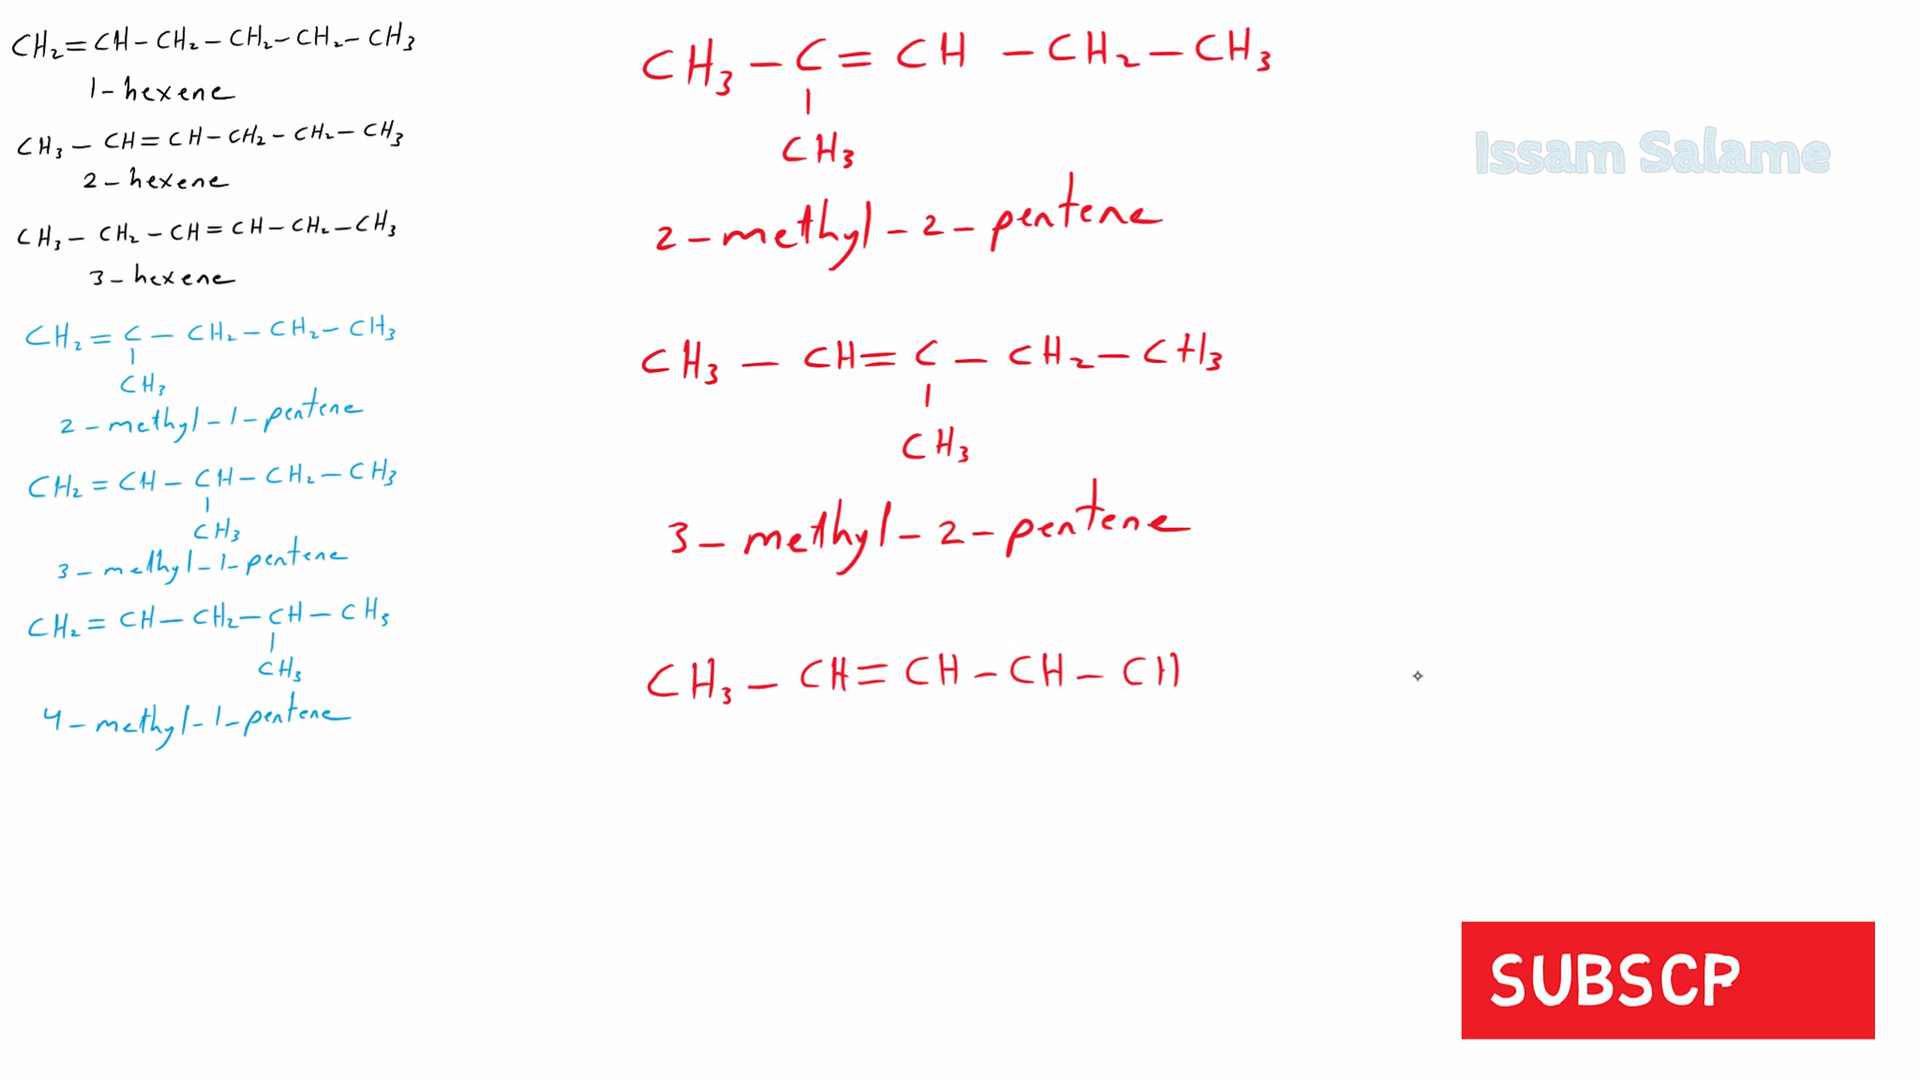 CH₂=CH-CH₂-CH₂-CH₂-CH₃
1-hexene
CH₃-CH=CH-CH₂-CH₂-CH₃
2-hexene
CH₃-CH₂-CH=CH-CH₂-CH₃
3-hexene
CH₂=C-CH₂-CH₂-CH₃
|
CH₃
2-methyl-1-pentene
CH₂=CH-CH-CH₂-CH₃
|
CH₃
3-methyl-1-pentene
CH₂=CH-CH₂-CH-CH₃
|
CH₃
4-methyl-1-pentene
CH₃-C=CH-CH₂-CH₃
|
CH₃
2-methyl-2-pentene
CH₃-CH=C-CH₂-CH₃
|
CH₃
3-methyl-2-pentene
CH₃-CH=CH-CH-CH
Issam Salame
SUBSCR